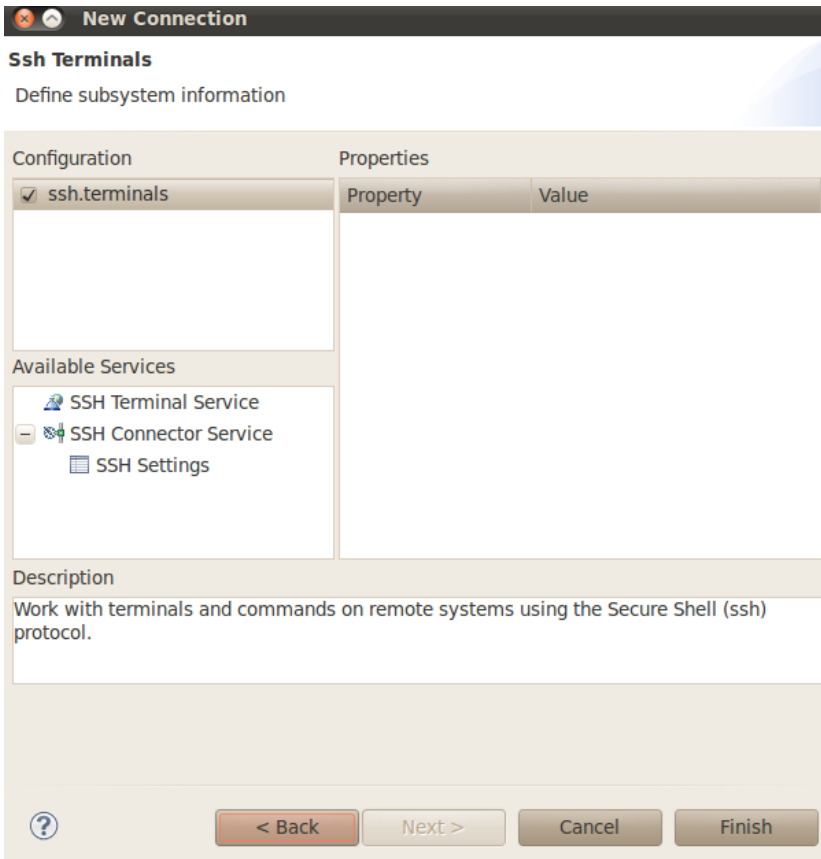 New Connection
Ssh Terminals
Define subsystem information
Configuration
Properties
ssh.terminals
Property Value
Available Services
SSH Terminal Service
SSH Connector Service
SSH Settings
Description
Work with terminals and commands on remote systems using the Secure Shell (ssh)
protocol.
< Back Next > Cancel Finish